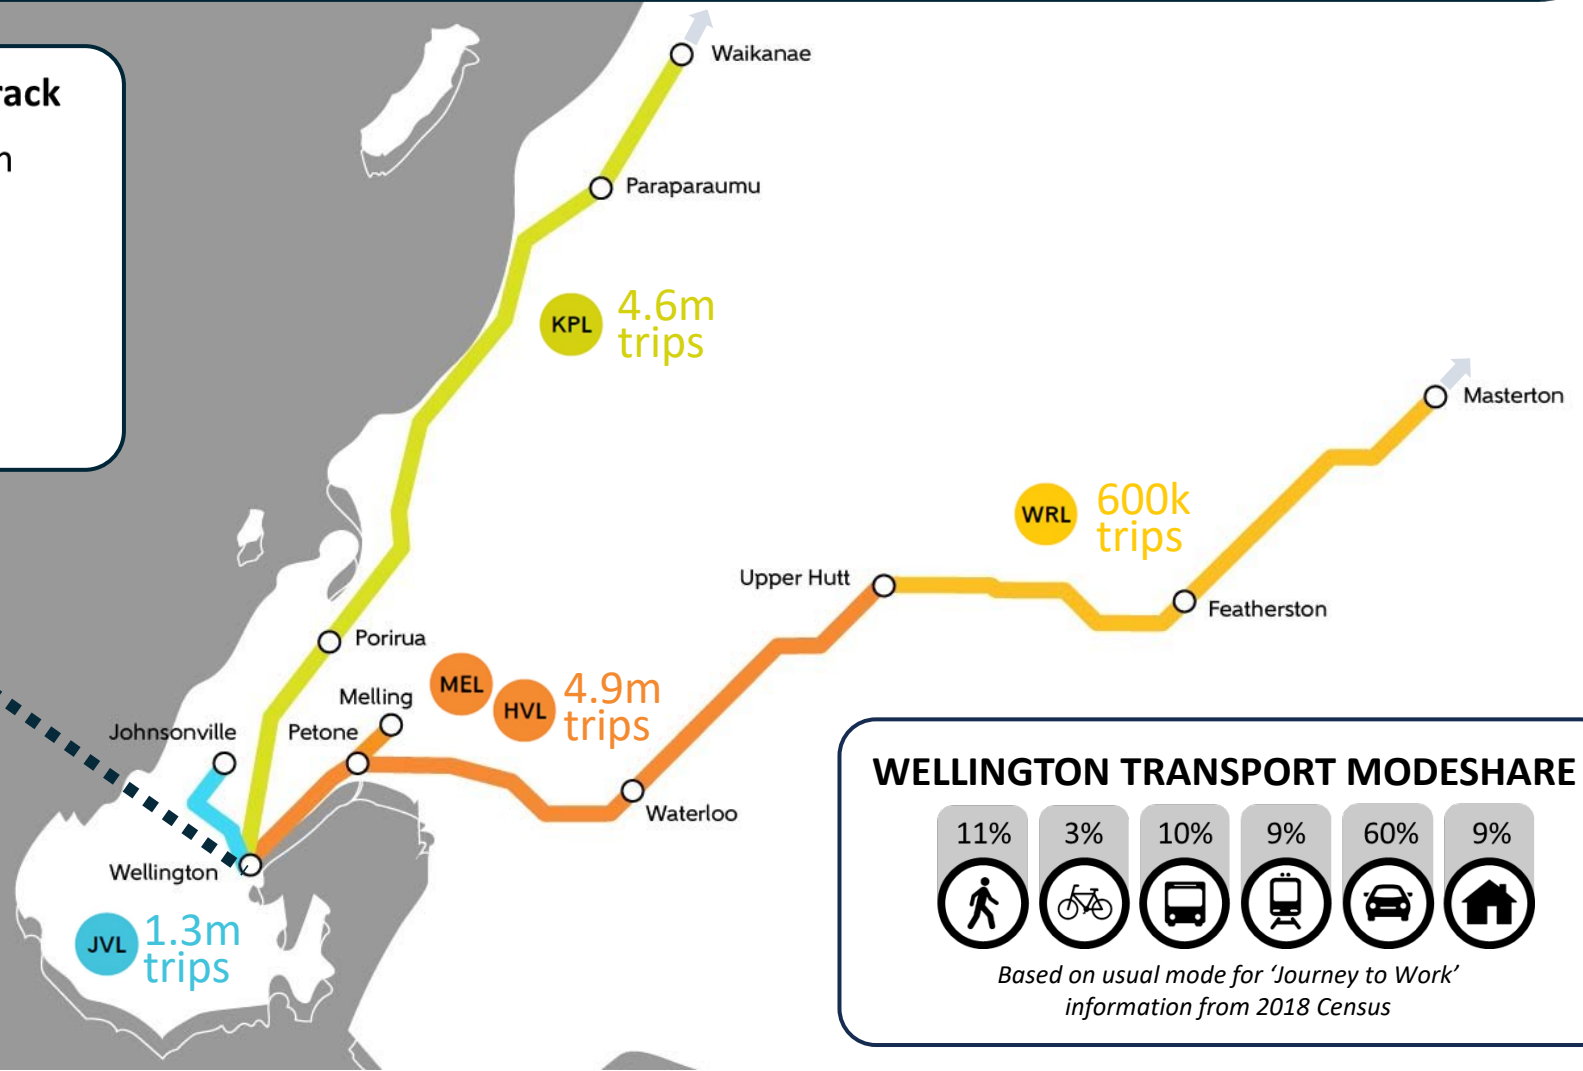 Waikanae
Paraparaumu
KPL
4.6m
trips
Masterton
WRL
600k
trips
Upper Hutt
Featherston
Porirua
Melling
MEL
HVL
4.9m
trips
Johnsonville
Petone
Waterloo
Wellington
JVL
1.3m
trips
WELLINGTON TRANSPORT MODESHARE
11% 3% 10% 9% 60% 9%
Based on usual mode for ‘Journey to Work’
information from 2018 Census